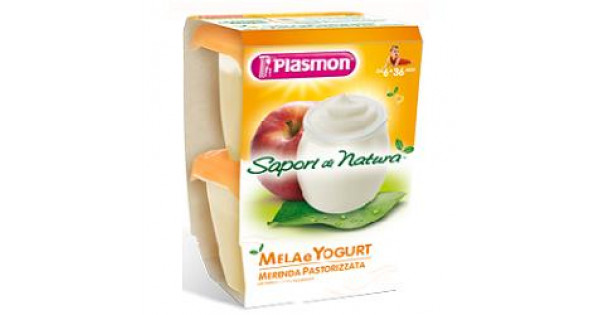 Plasmon
6-36
Sapori di Natura
MELA e YOGURT
MERENDA PASTORIZZATA